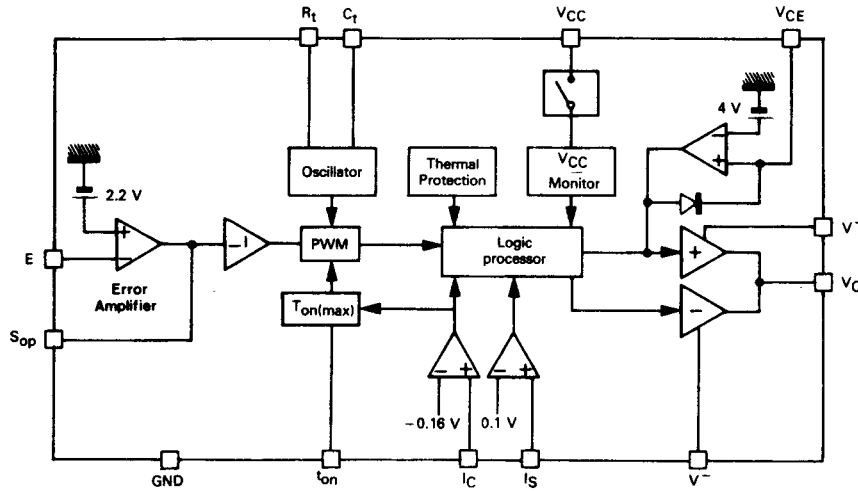 Rt
Ct
VCC
VCE
4 V
−
+
Oscillator
Thermal
Protection
VCC
Monitor
2.2 V
+
−
−1
PWM
Logic
processor
+
V+
E
Error
Amplifier
VO
−
Ton(max)
Sop
−
+
−
+
−0.16 V
0.1 V
GND
ton
IC
IS
V−